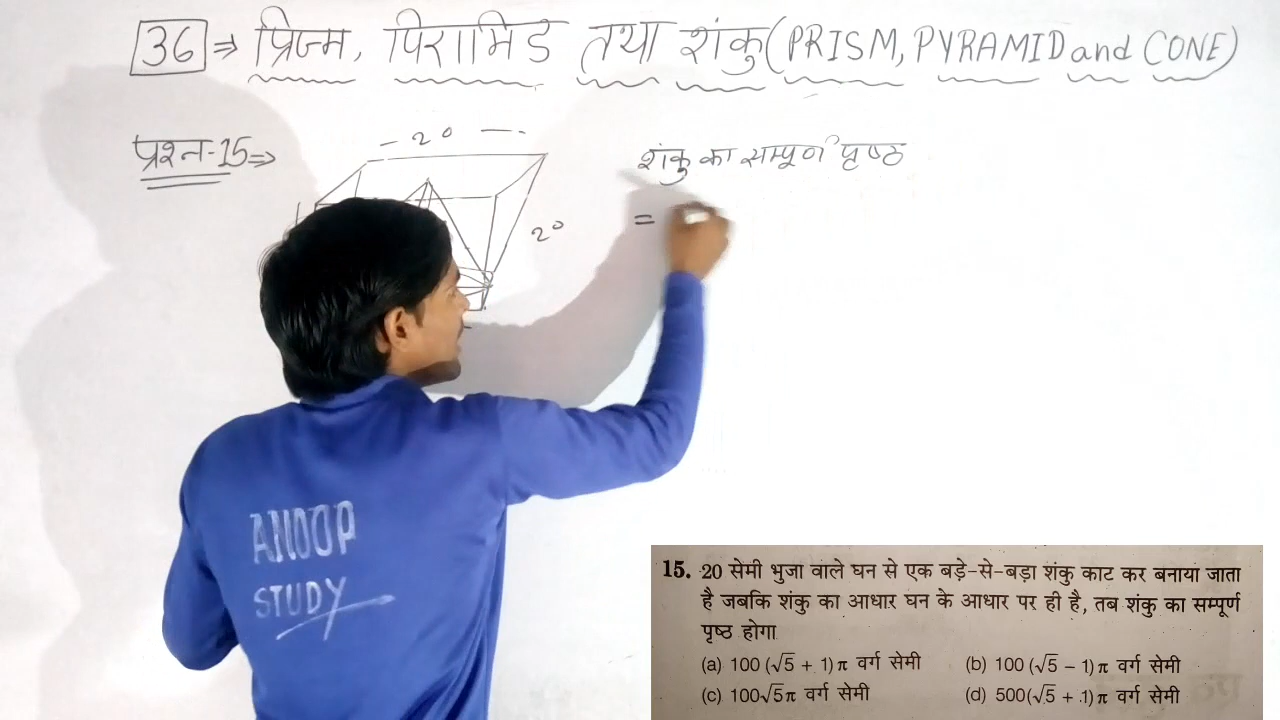 36 ⇒ प्रिज्म, पिरामिड तथा शंकु (PRISM, PYRAMID and CONE)
प्रश्न-15⇒
20
शंकु का सम्पूर्ण पृष्ठ
=
20
ANOOP
STUDY
15. 20 सेमी भुजा वाले घन से एक बड़े-से-बड़ा शंकु काट कर बनाया जाता
है जबकि शंकु का आधार घन के आधार पर ही है, तब शंकु का सम्पूर्ण
पृष्ठ होगा
(a) 100 (√5 + 1) π वर्ग सेमी (b) 100 (√5 − 1) π वर्ग सेमी
(c) 100√5π वर्ग सेमी (d) 500(√5 + 1) π वर्ग सेमी